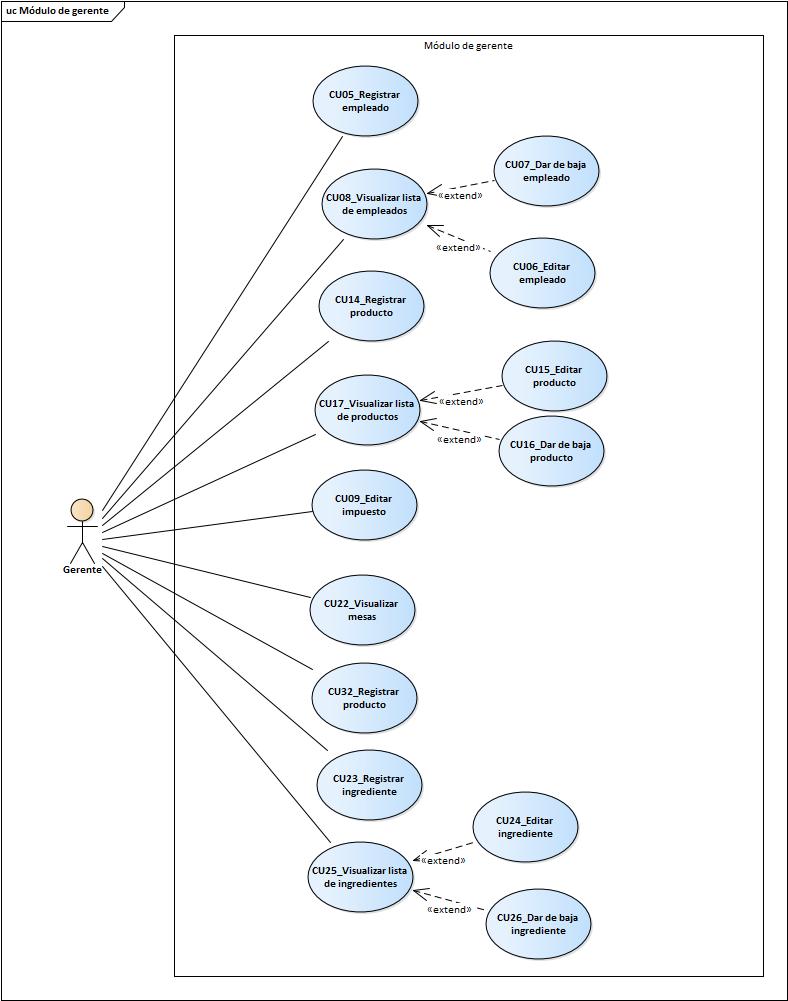 uc Módulo de gerente
Módulo de gerente
CU05_Registrar
empleado
CU07_Dar de baja
empleado
CU08_Visualizar lista
de empleados
«extend»
«extend»
CU06_Editar
empleado
CU14_Registrar
producto
CU15_Editar
producto
CU17_Visualizar lista
de productos
«extend»
«extend»
CU16_Dar de baja
producto
CU09_Editar
impuesto
Gerente
CU22_Visualizar
mesas
CU32_Registrar
producto
CU23_Registrar
ingrediente
CU24_Editar
ingrediente
CU25_Visualizar lista
de ingredientes
«extend»
«extend»
CU26_Dar de baja
ingrediente